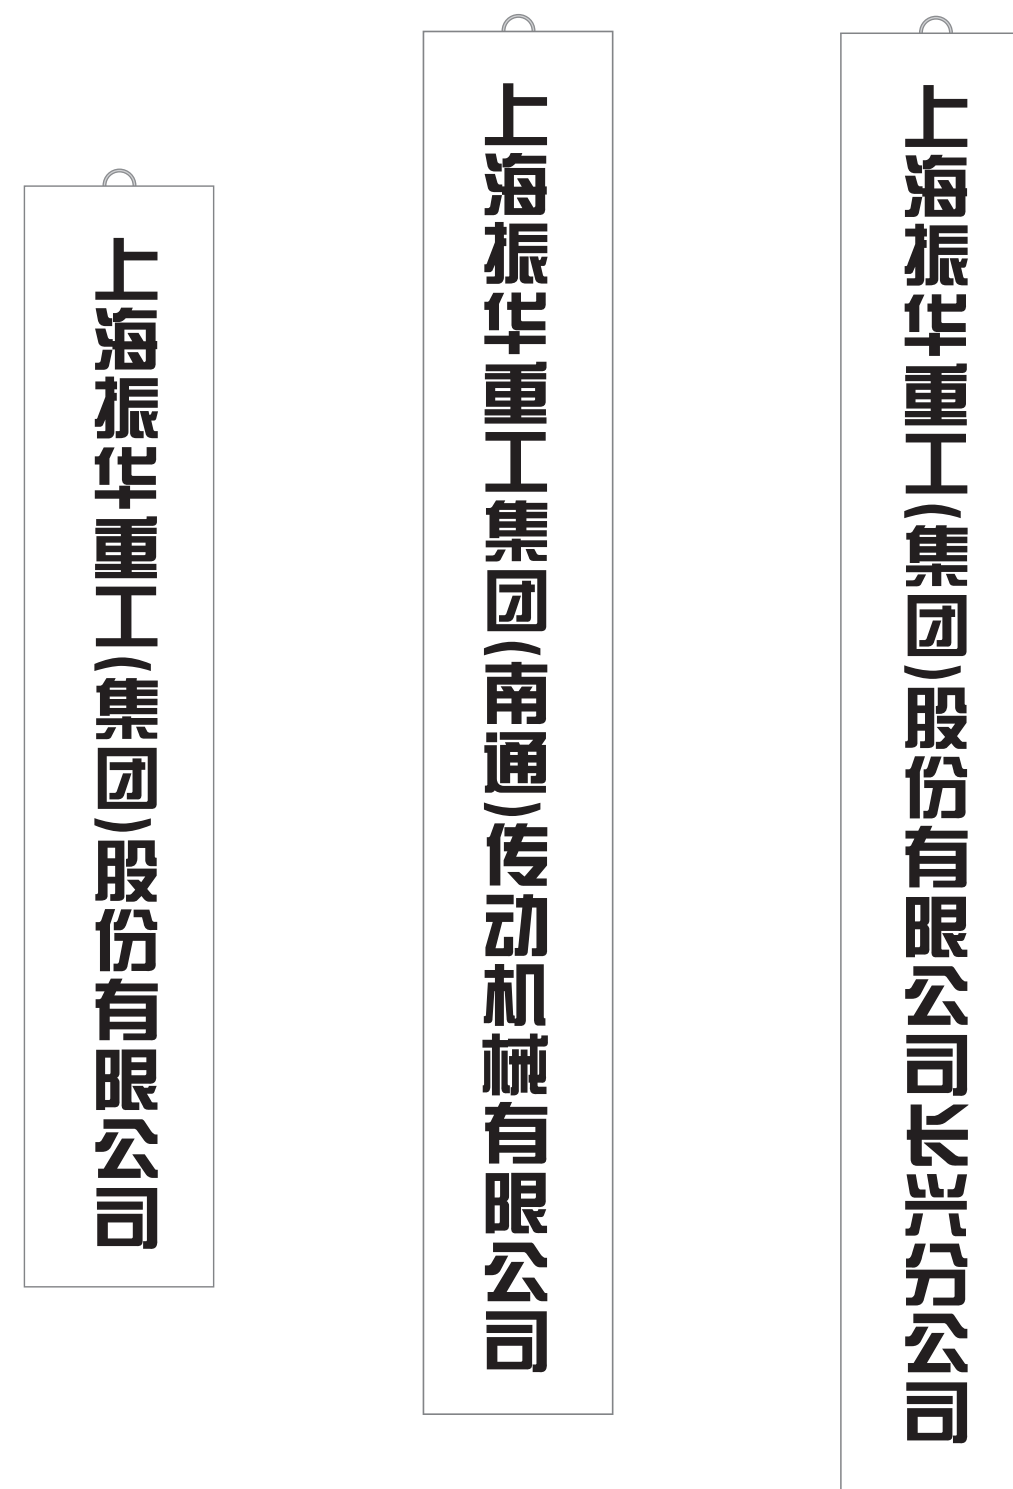 上海振华重工(集团)股份有限公司
上海振华重工集团(南通)传动机械有限公司
上海振华重工(集团)股份有限公司长兴分公司